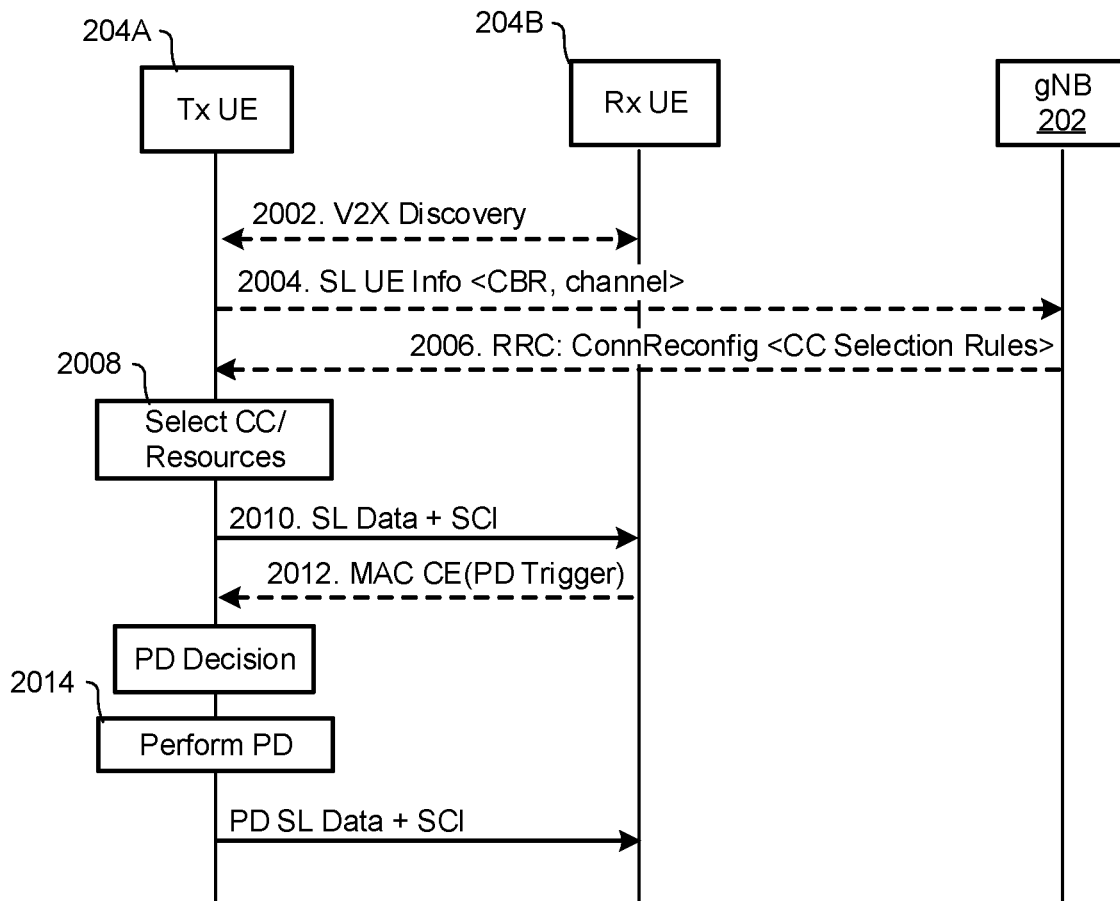 204A
204B
Tx UE
Rx UE
gNB
202
2002. V2X Discovery
2004. SL UE Info <CBR, channel>
2006. RRC: ConnReconfig <CC Selection Rules>
2008
Select CC/
Resources
2010. SL Data + SCI
2012. MAC CE(PD Trigger)
PD Decision
2014
Perform PD
PD SL Data + SCI